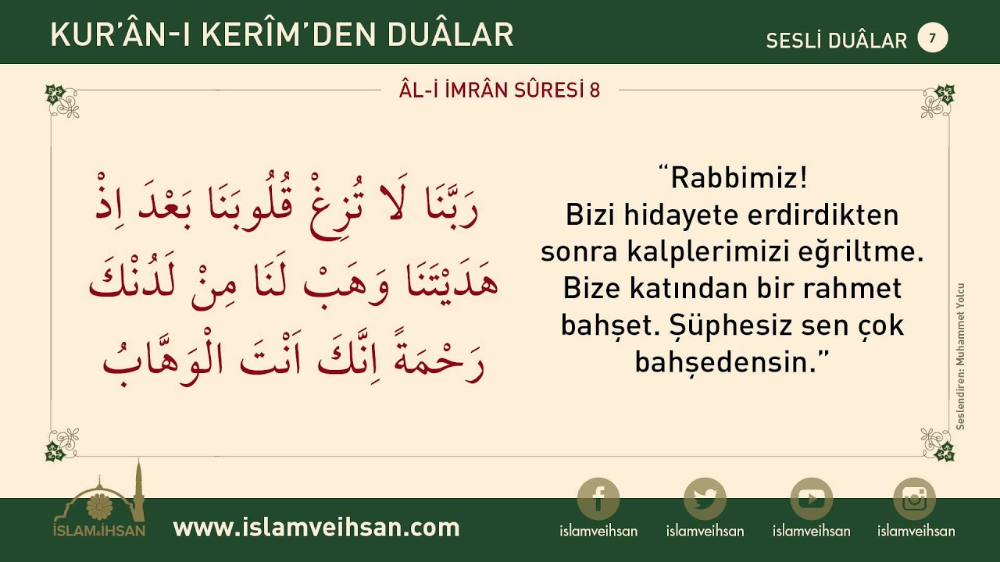 KUR’ÂN-I KERÎM’DEN DUÂLAR
SESLİ DUÂLAR 7
ÂL-İ İMRÂN SÛRESİ 8
رَبَّنَا لَا تُزِغْ قُلُوبَنَا بَعْدَ اِذْ
هَدَيْتَنَا وَهَبْ لَنَا مِنْ لَدُنْكَ
رَحْمَةً اِنَّكَ اَنْتَ الْوَهَّابُ
“Rabbimiz!
Bizi hidayete erdirdikten
sonra kalplerimizi eğriltme.
Bize katından bir rahmet
bahşet. Şüphesiz sen çok
bahşedensin.”
Seslendiren: Muhammet Yolcu
İSLAM&İHSAN
www.islamveihsan.com
islamveihsan
islamveihsan
islamveihsan
islamveihsan